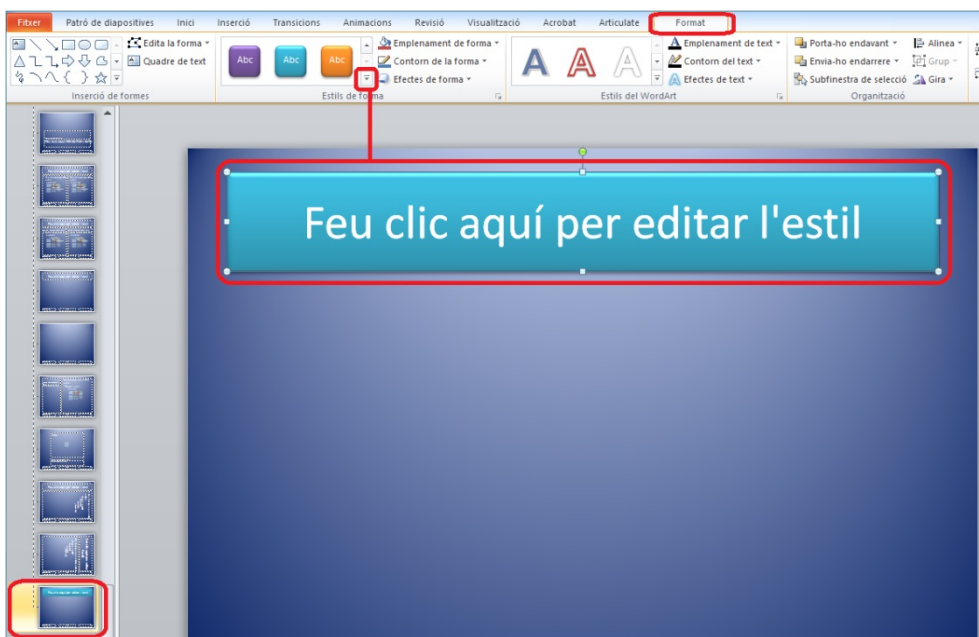 Fitxer Patró de diapositives Inici Inserció Transicions Animacions Revisió Visualització Acrobat Articulate Format
Edita la forma
Quadre de text
Inserció de formes
Abc Abc Abc
Emplenament de forma
Contorn de la forma
Efectes de forma
Estils de forma
A A A
Emplenament de text
Contorn del text
Efectes de text
Estils del WordArt
Porta-ho endavant
Envia-ho endarrere
Subfinestra de selecció
Alinea
Grup
Gira
Organització
Feu clic aquí per editar l'estil